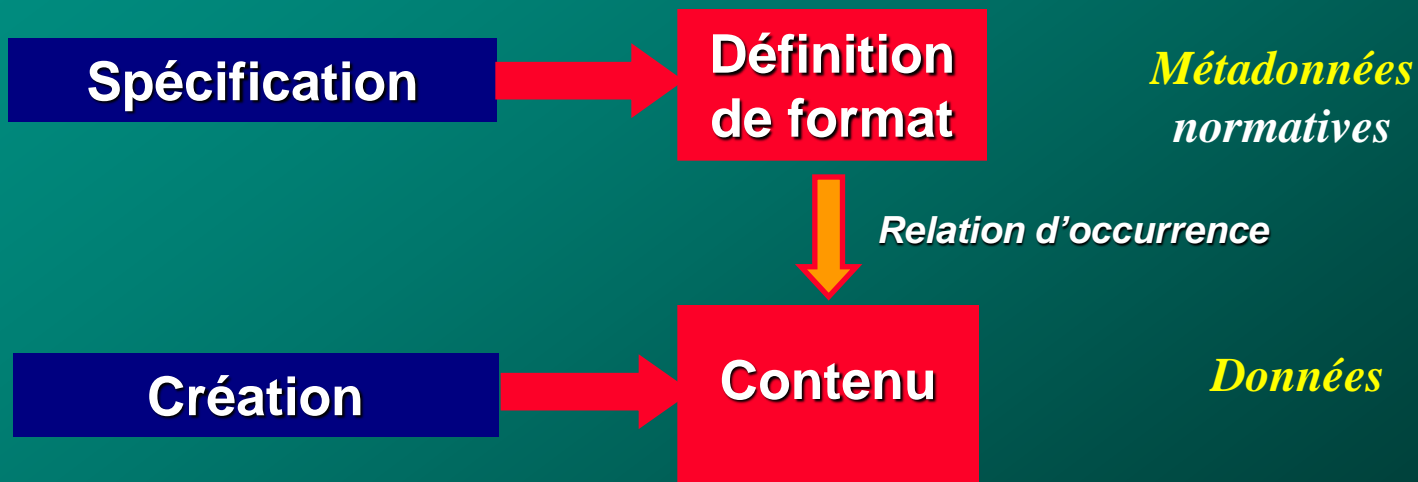 Spécification
Définition
de format
Métadonnées
normatives
Relation d’occurrence
Création
Contenu
Données